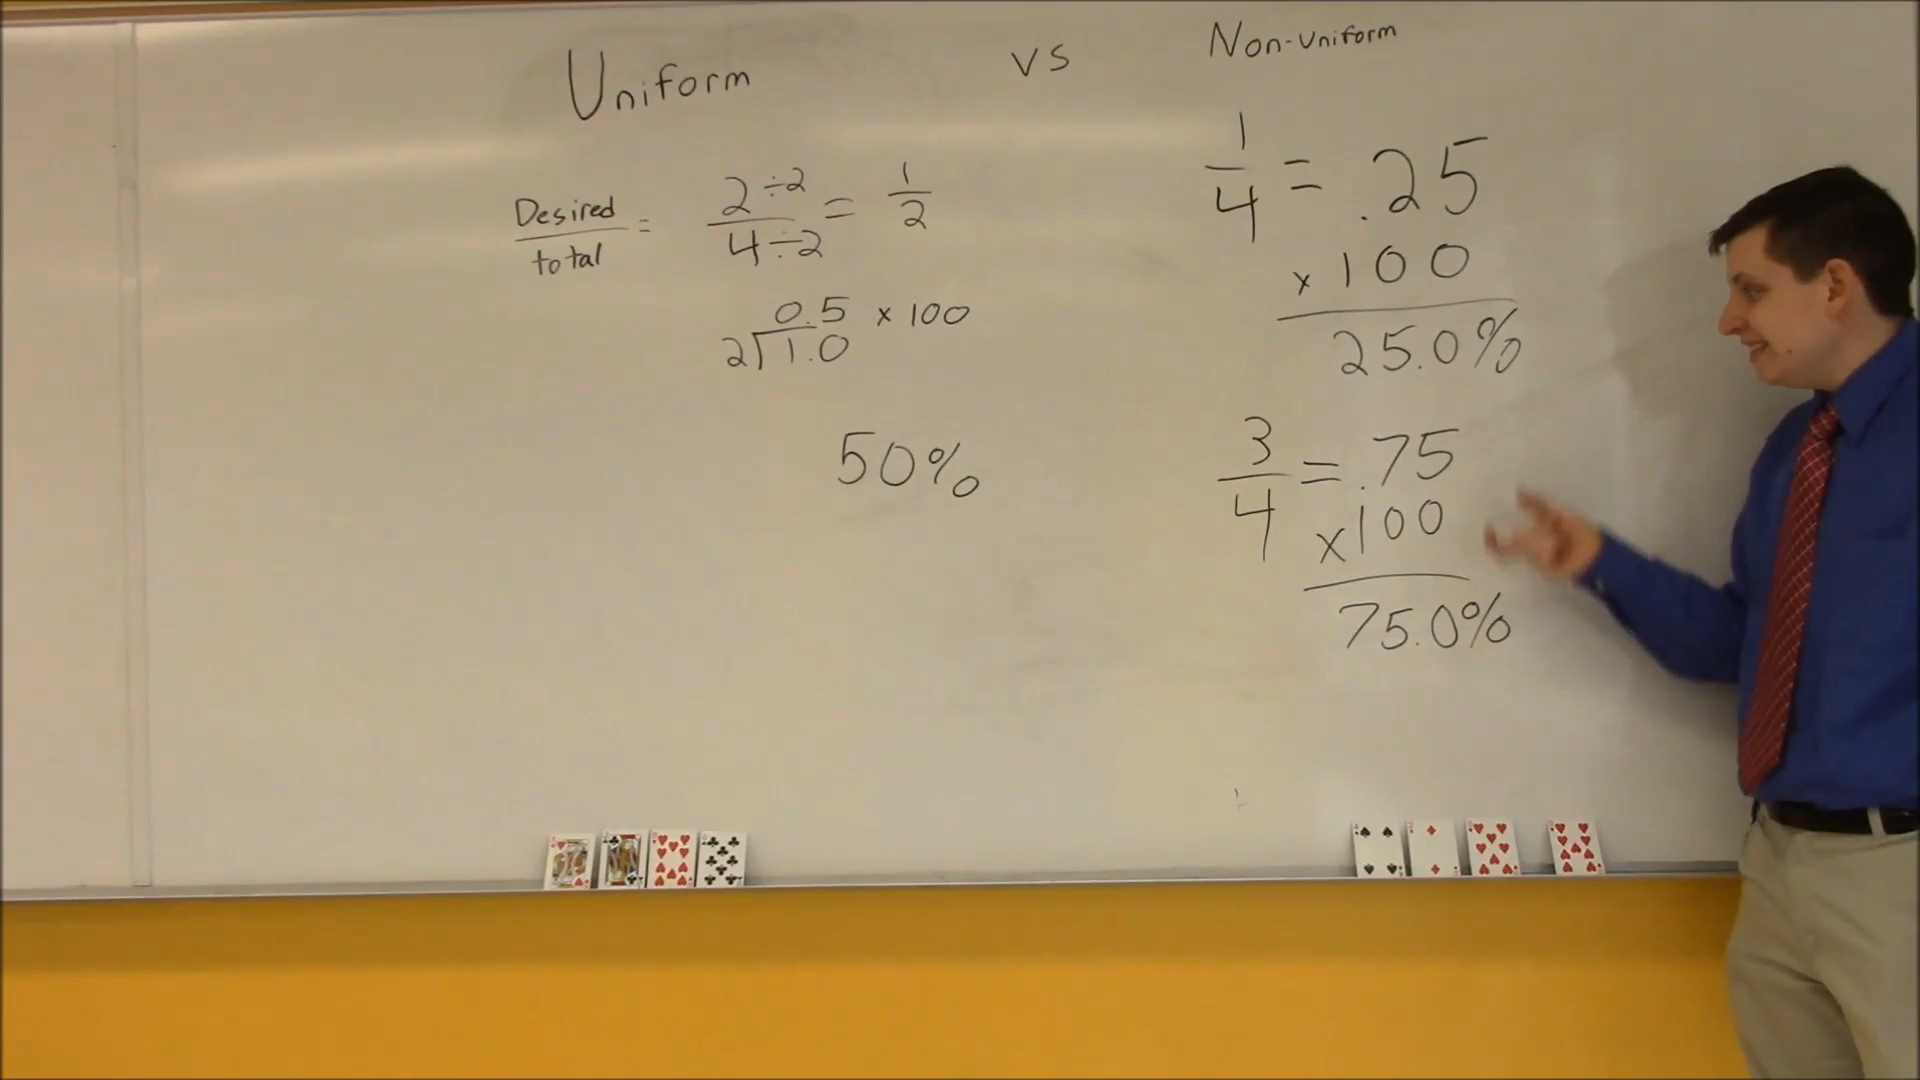 Uniform vs Non-Uniform
Desired/total = 2÷2/4÷2 = 1/2
0.5 x 100
2)1.0
50%
1/4 = .25
x 100
25.0%
3/4 = .75
x100
75.0%